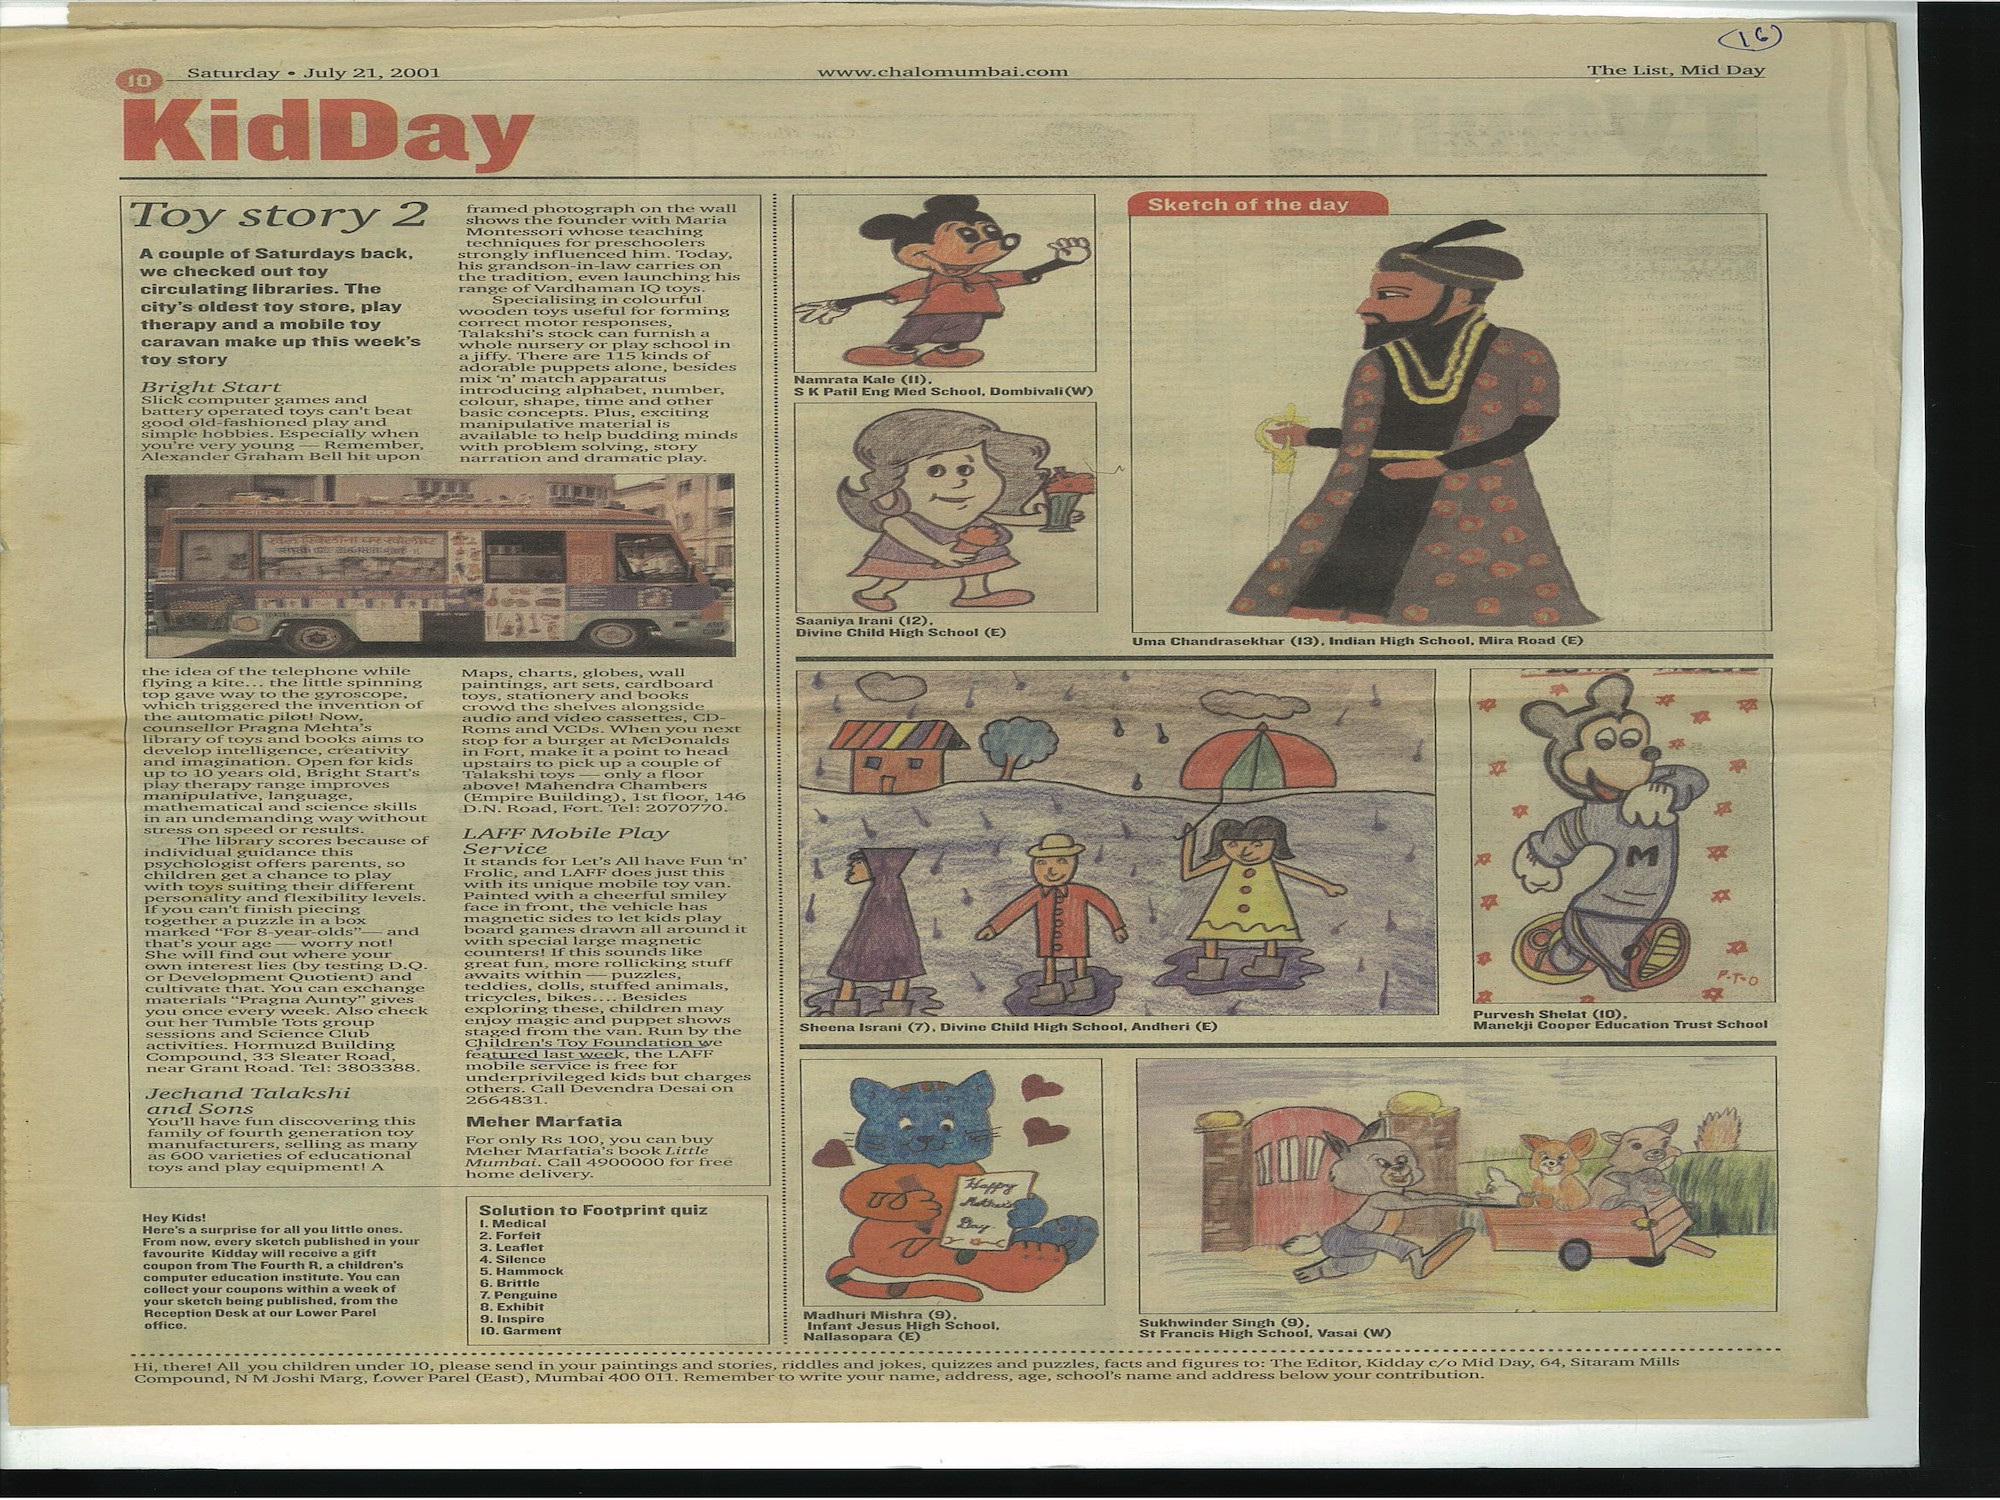 16
10
Saturday • July 21, 2001
www.chalomumbai.com
The List, Mid Day
KidDay
Toy story 2
A couple of Saturdays back,
we checked out toy
circulating libraries. The
city's oldest toy store, play
therapy and a mobile toy
caravan make up this week's
toy story
Bright Start
Slick computer games and
battery operated toys can't beat
good old-fashioned play and
simple hobbies. Especially when
you're very young — Remember,
Alexander Graham Bell hit upon
the idea of the telephone while
flying a kite... the little spinning
top gave way to the gyroscope,
which triggered the invention of
the automatic pilot! Now,
counsellor Pragna Mehta's
library of toys and books aims to
develop intelligence, creativity
and imagination. Open for kids
up to 10 years old, Bright Start's
play therapy range improves
manipulative, language,
mathematical and science skills
in an undemanding way without
stress on speed or results.
The library scores because of
individual guidance this
psychologist offers parents, so
children get a chance to play
with toys suiting their different
personality and flexibility levels.
If you can't finish piecing
together a puzzle in a box
marked "For 8-year-olds"— and
that's your age — worry not!
She will find out where your
own interest lies (by testing D.Q.
or Development Quotient) and
cultivate that. You can exchange
materials "Pragna Aunty" gives
you once every week. Also check
out her Tumble Tots group
sessions and Science Club
activities. Hormuzd Building
Compound, 33 Sleater Road,
near Grant Road. Tel: 3803388.
Jechand Talakshi
and Sons
You'll have fun discovering this
family of fourth generation toy
manufacturers, selling as many
as 600 varieties of educational
toys and play equipment! A
framed photograph on the wall
shows the founder with Maria
Montessori whose teaching
techniques for preschoolers
strongly influenced him. Today,
his grandson-in-law carries on
the tradition, even launching his
range of Vardhaman IQ toys.
Specialising in colourful
wooden toys useful for forming
correct motor responses,
Talakshi's stock can furnish a
whole nursery or play school in
a jiffy. There are 115 kinds of
adorable puppets alone, besides
mix 'n' match apparatus
introducing alphabet, number,
colour, shape, time and other
basic concepts. Plus, exciting
manipulative material is
available to help budding minds
with problem solving, story
narration and dramatic play.
Maps, charts, globes, wall
paintings, art sets, cardboard
toys, stationery and books
crowd the shelves alongside
audio and video cassettes, CD-
Roms and VCDs. When you next
stop for a burger at McDonalds
in Fort, make it a point to head
upstairs to pick up a couple of
Talakshi toys — only a floor
above! Mahendra Chambers
(Empire Building), 1st floor, 146
D.N. Road, Fort. Tel: 2070770.
LAFF Mobile Play
Service
It stands for Let's All have Fun 'n'
Frolic, and LAFF does just this
with its unique mobile toy van.
Painted with a cheerful smiley
face in front, the vehicle has
magnetic sides to let kids play
board games drawn all around it
with special large magnetic
counters! If this sounds like
great fun, more rollicking stuff
awaits within — puzzles,
teddies, dolls, stuffed animals,
tricycles, bikes.... Besides
exploring these, children may
enjoy magic and puppet shows
staged from the van. Run by the
Children's Toy Foundation we
featured last week, the LAFF
mobile service is free for
underprivileged kids but charges
others. Call Devendra Desai on
2664831.
Meher Marfatia
For only Rs 100, you can buy
Meher Marfatia's book Little
Mumbai. Call 4900000 for free
home delivery.
Hey Kids!
Here's a surprise for all you little ones.
From now, every sketch published in your
favourite Kidday will receive a gift
coupon from The Fourth R, a children's
computer education institute. You can
collect your coupons within a week of
your sketch being published, from the
Reception Desk at our Lower Parel
office.
Solution to Footprint quiz
1. Medical
2. Forfeit
3. Leaflet
4. Silence
5. Hammock
6. Brittle
7. Penguine
8. Exhibit
9. Inspire
10. Garment
Namrata Kale (11),
S K Patil Eng Med School, Dombivali(W)
Saaniya Irani (12),
Divine Child High School (E)
Sketch of the day
Uma Chandrasekhar (13), Indian High School, Mira Road (E)
Sheena Israni (7), Divine Child High School, Andheri (E)
M
P-T-O
Purvesh Shelat (10),
Manekji Cooper Education Trust School
Happy
Mother's
Day.
Madhuri Mishra (9),
Infant Jesus High School,
Nallasopara (E)
Sukhwinder Singh (9),
St Francis High School, Vasai (W)
Hi, there! All you children under 10, please send in your paintings and stories, riddles and jokes, quizzes and puzzles, facts and figures to: The Editor, Kidday c/o Mid Day, 64, Sitaram Mills
Compound, N M Joshi Marg, Lower Parel (East), Mumbai 400 011. Remember to write your name, address, age, school's name and address below your contribution.